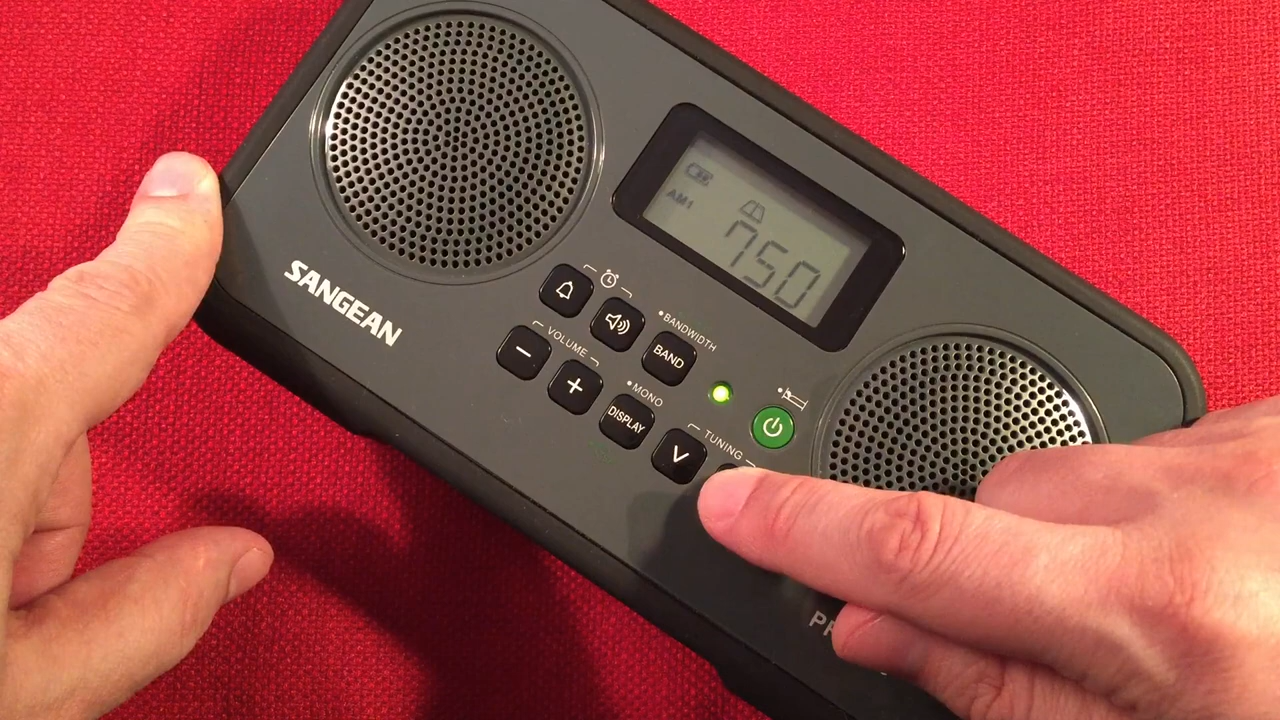 AM1
750
SANGEAN
BANDWIDTH
VOLUME
BAND
MONO
DISPLAY
TUNING